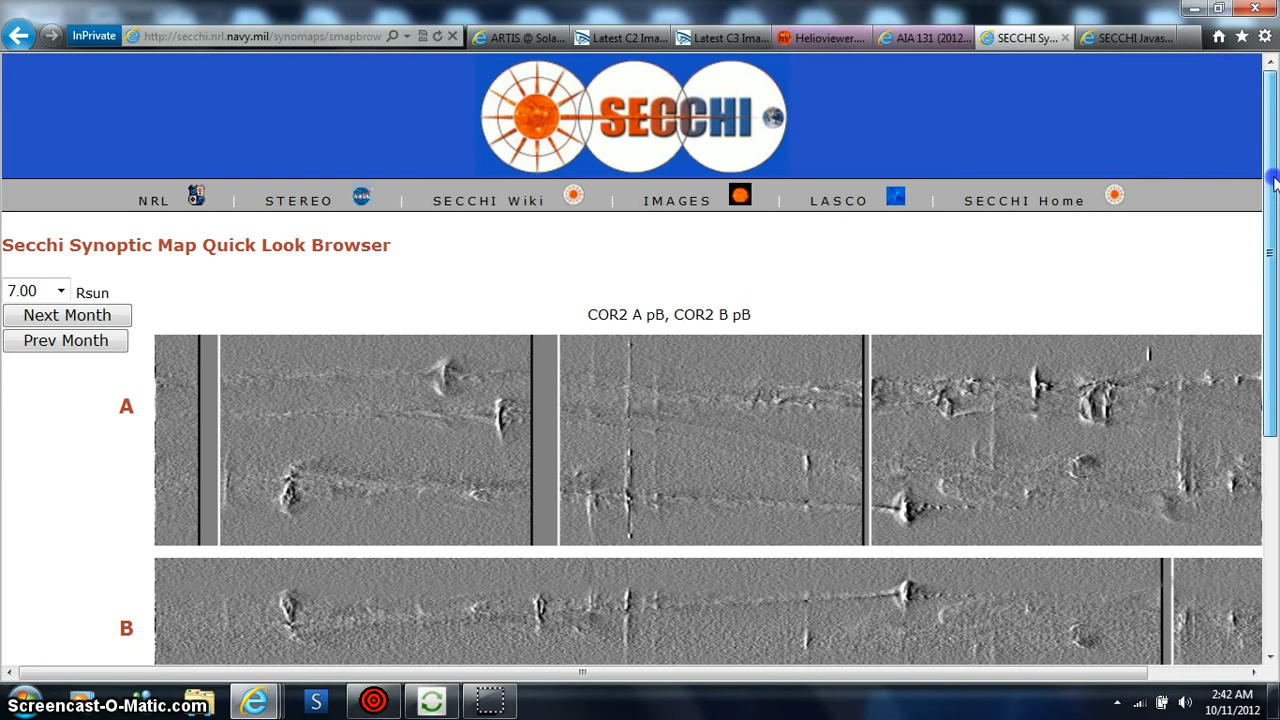 InPrivate
http://secchi.nrl.navy.mil/synomaps/smapbrow
ARTIS @ Sola...
Latest C2 Ima...
Latest C3 Ima...
Helioviewer....
AIA 131 (2012...
SECCHI Sy...
SECCHI Javas...
SECCHI
NRL | STEREO | SECCHI Wiki | IMAGES | LASCO | SECCHI Home
Secchi Synoptic Map Quick Look Browser
7.00 Rsun
Next Month
COR2 A pB, COR2 B pB
Prev Month
A
B
S
Screencast-O-Matic.com
2:42 AM
10/11/2012